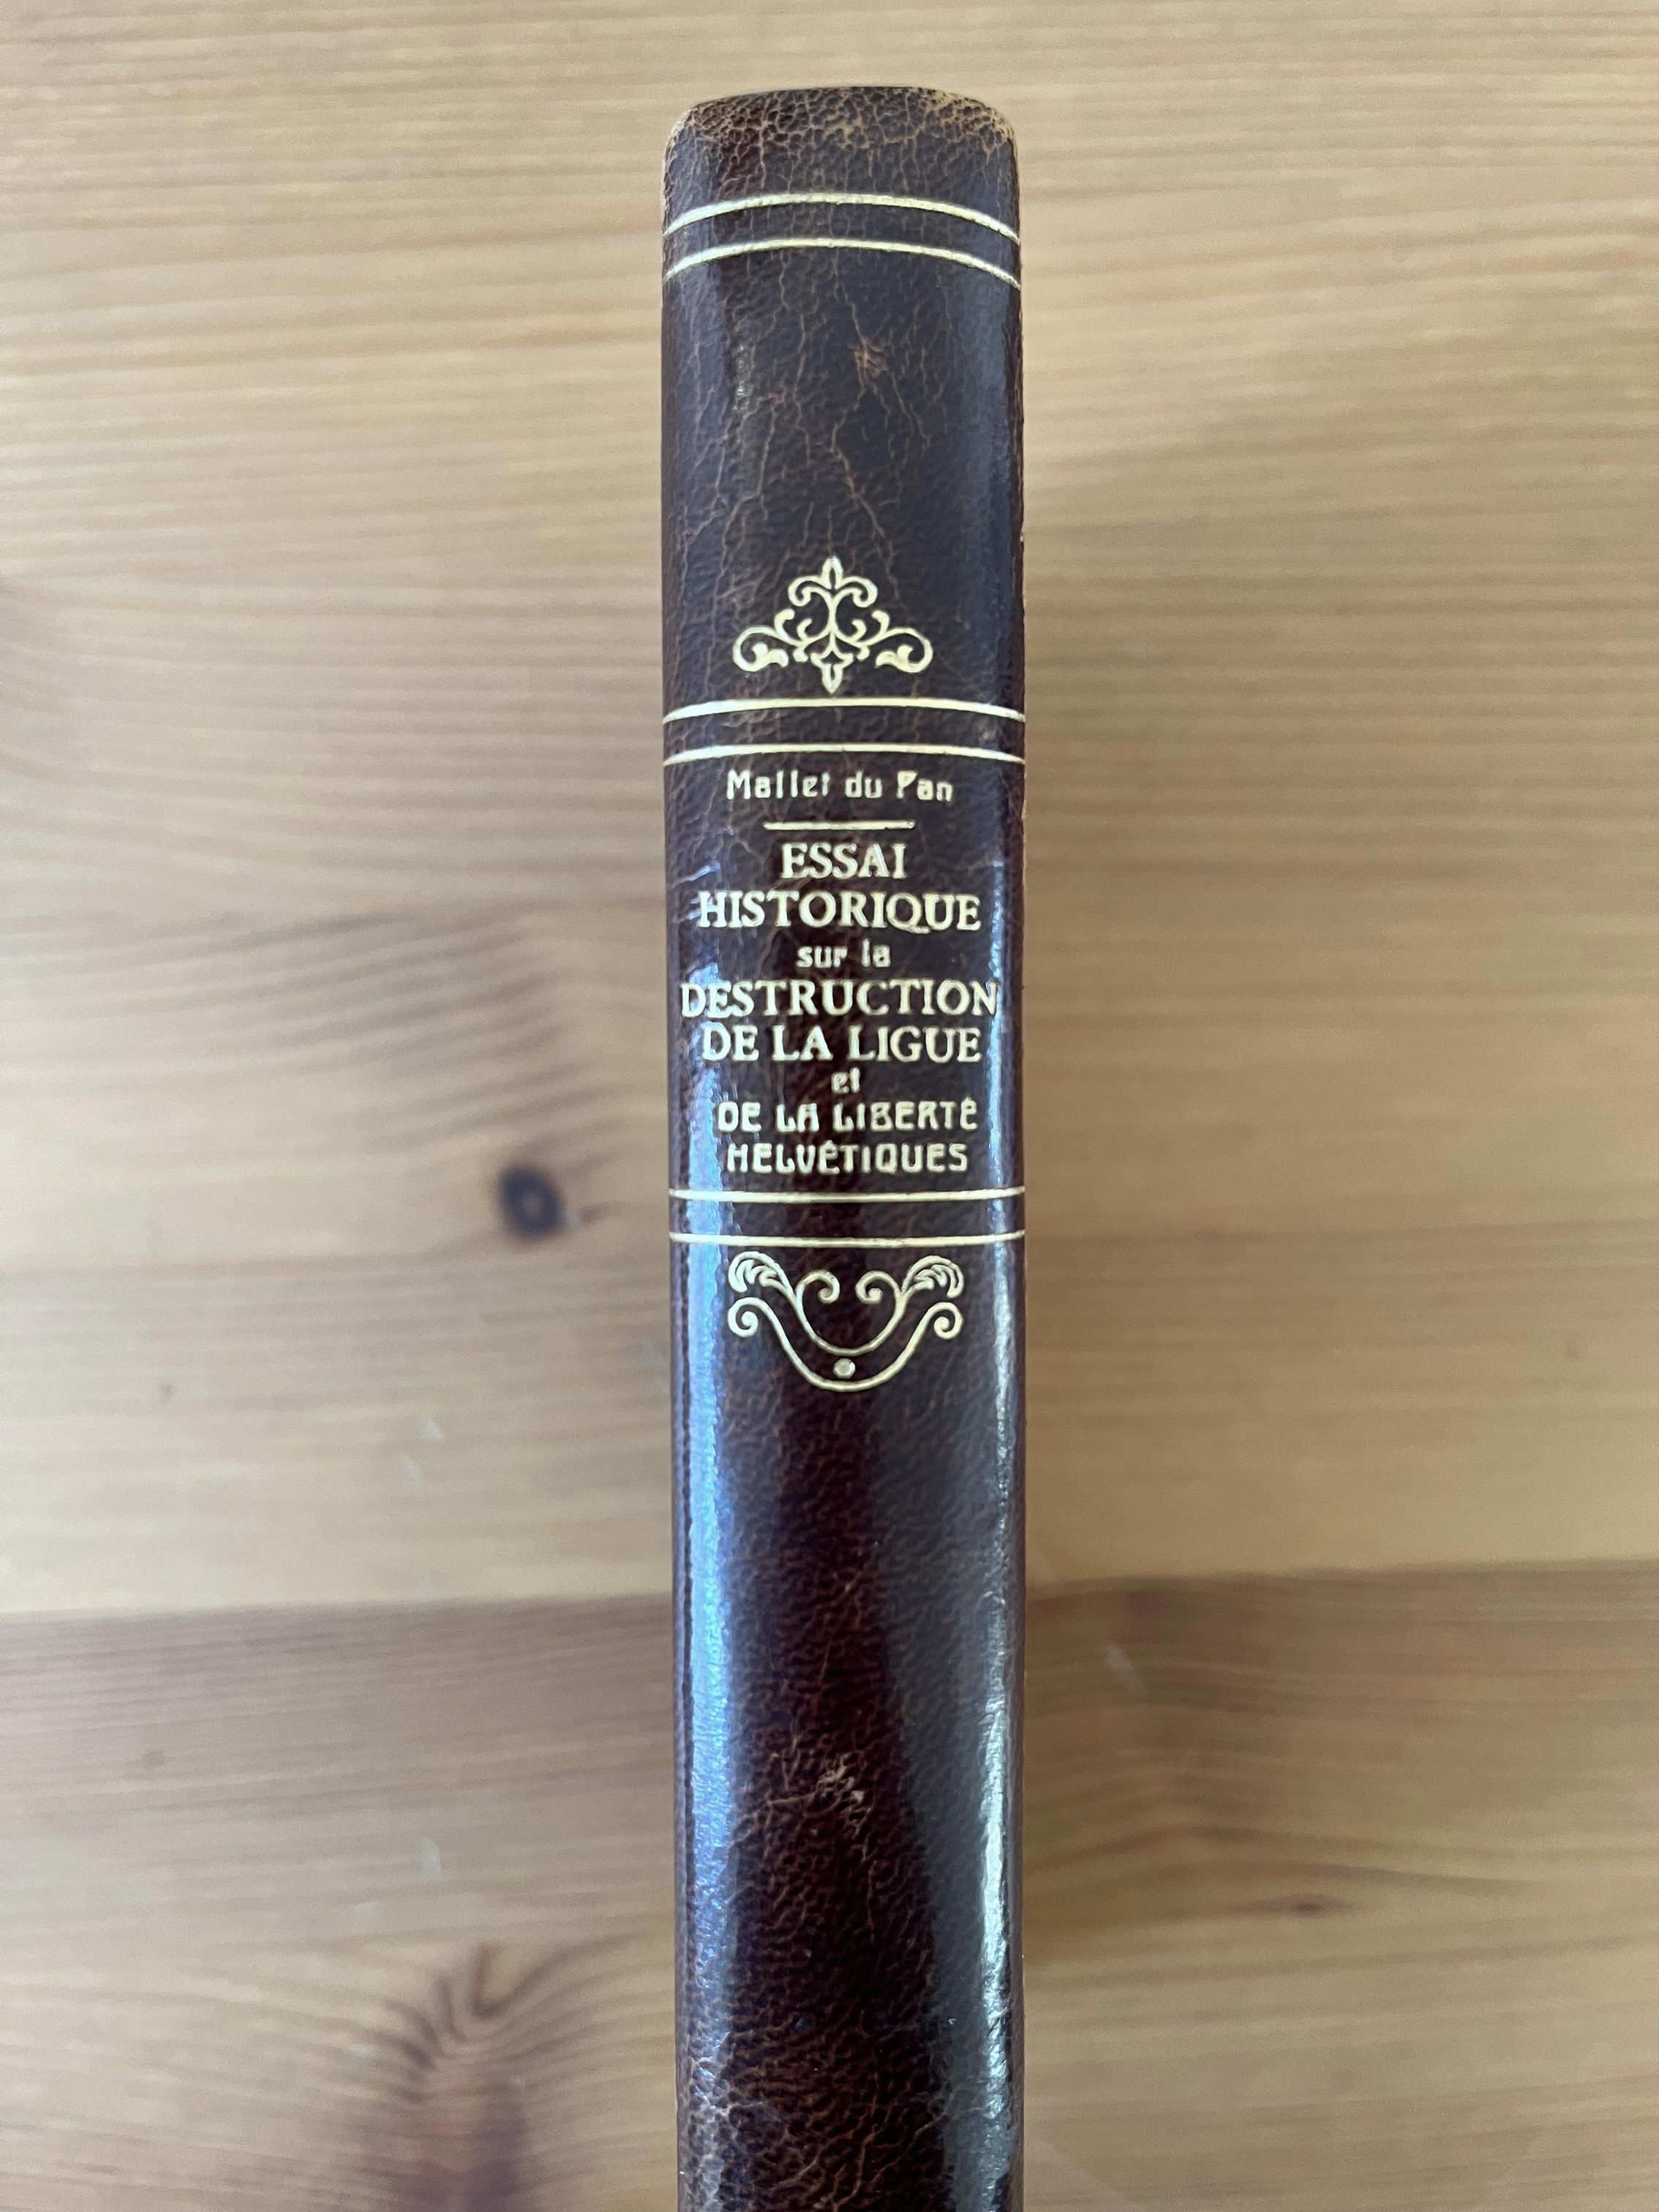 Mallet du Pan
ESSAI
HISTORIQUE
sur la
DESTRUCTION
DE LA LIGUE
et
DE LA LIBERTÉ
HELVÉTIQUES